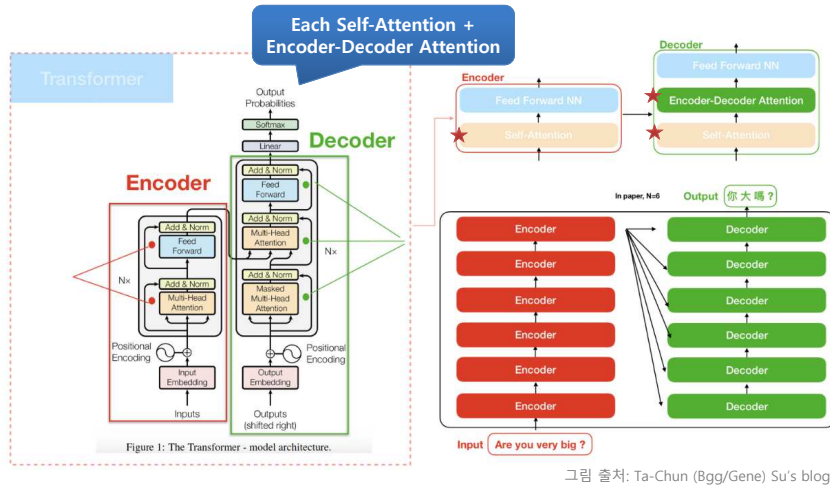 Each Self-Attention +
Encoder-Decoder Attention
Transformer
Output
Probabilities
Softmax
Linear
Decoder
Add & Norm
Feed
Forward
Add & Norm
Multi-Head
Attention
N×
Add & Norm
Masked
Multi-Head
Attention
Positional
Encoding
Output
Embedding
Outputs
(shifted right)
Encoder
Add & Norm
Feed
Forward
N×
Add & Norm
Multi-Head
Attention
Positional
Encoding
Input
Embedding
Inputs
Figure 1: The Transformer - model architecture.
Encoder
Feed Forward NN
Self-Attention
Decoder
Feed Forward NN
Encoder-Decoder Attention
Self-Attention
In paper, N=6
Output 你 大 嗎 ?
Encoder
Encoder
Encoder
Encoder
Encoder
Encoder
Decoder
Decoder
Decoder
Decoder
Decoder
Decoder
Input Are you very big ?
그림 출처: Ta-Chun (Bgg/Gene) Su's blog